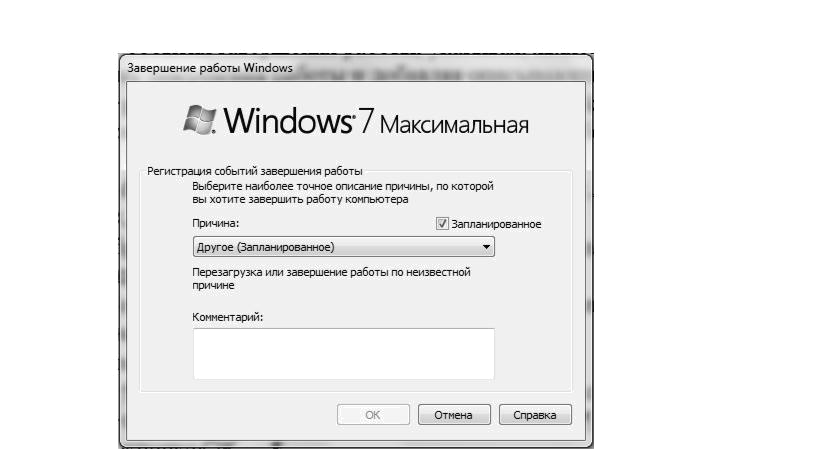 Завершение работы Windows
Windows 7 Максимальная
Регистрация событий завершения работы
Выберите наиболее точное описание причины, по которой
вы хотите завершить работу компьютера
Причина:
Запланированное
Другое (Запланированное)
Перезагрузка или завершение работы по неизвестной
причине
Комментарий:
ОК
Отмена
Справка